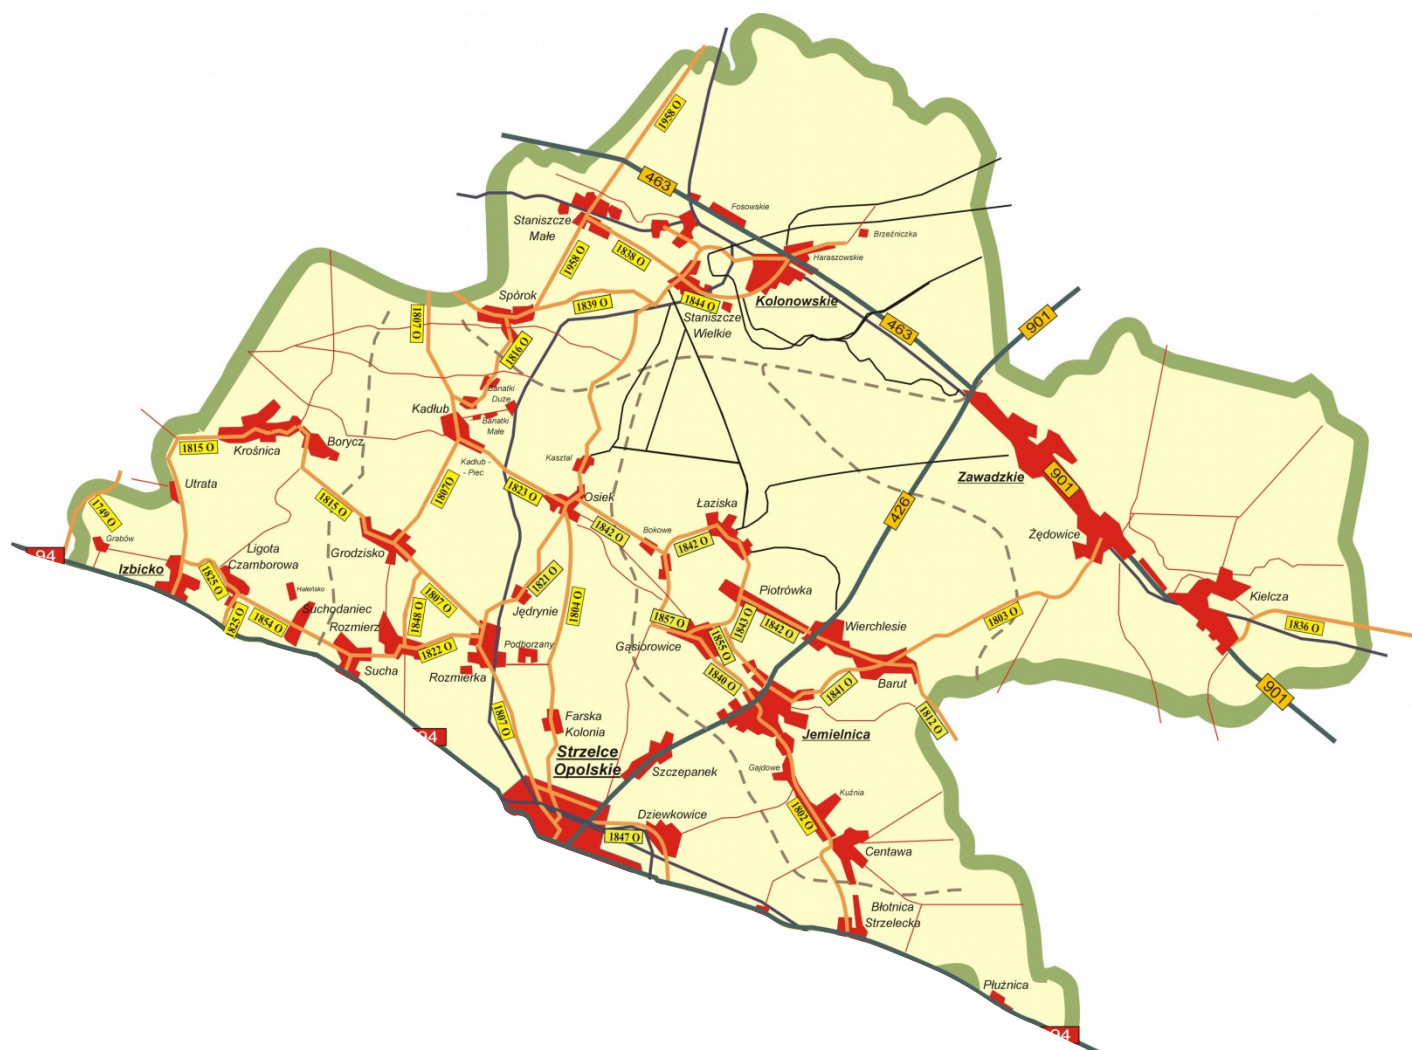 1958 O
463
Fosowskie
Staniszcze
Małe
Brzeźniczka
1838 O
Haraszowskie
1958 O
Spórok
1839 O
1844 O
Kolonowskie
Staniszcze
Wielkie
901
463
1807 O
1816 O
Banatki
Duże
Kadłub
Banatki
Małe
1815 O
Krośnica
Borycz
Kadłub -
- Piec
Kasztal
Utrata
1807O
1823 O
Osiek
Zawadzkie
901
1749 O
1815 O
Łaziska
426
Grabów
Ligota
Czamborowa
Grodzisko
1842 O
Bokowe
1842 O
Żędowice
Izbicko
1825 O
Haleńsko
1807 O
1821 O
Jędrynie
1804 O
Piotrówka
Kielcza
1825 O
1854 O
Suchodaniec
Rozmierz
1848 O
1857 O
1843 O
1842 O
Wierchlesie
1803 O
1836 O
1822 O
Podborzany
Gąsiorowice
1855 O
Sucha
Rozmierka
1840 O
1841 O
Barut
901
94
1807 O
Farska
Kolonia
Jemielnica
1812 O
94
Strzelce
Opolskie
Szczepanek
Gajdowe
Kuźnia
Dziewkowice
1802 O
1847 O
Centawa
Błotnica
Strzelecka
Płużnica
94